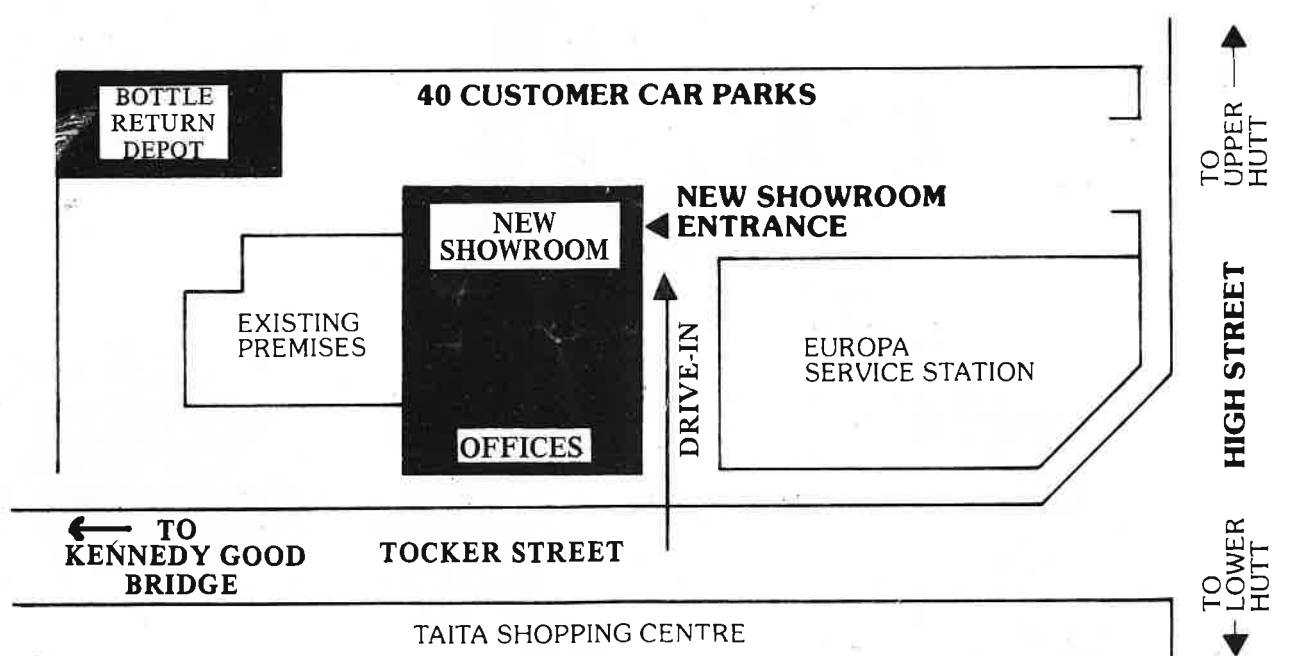 BOTTLE
RETURN
DEPOT
40 CUSTOMER CAR PARKS
TO
UPPER
HUTT
NEW
SHOWROOM
NEW SHOWROOM
ENTRANCE
EXISTING
PREMISES
OFFICES
DRIVE-IN
EUROPA
SERVICE STATION
HIGH STREET
TO
KENNEDY GOOD
BRIDGE
TOCKER STREET
TO
LOWER
HUTT
TAITA SHOPPING CENTRE